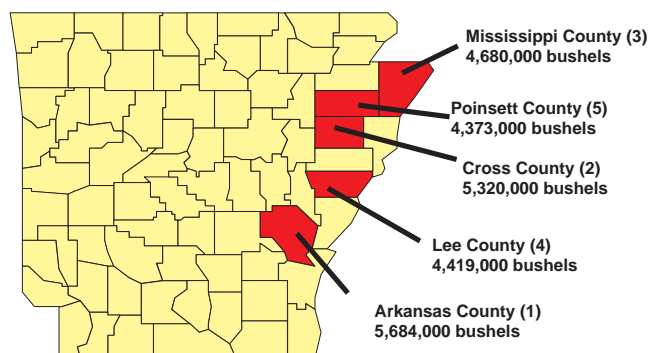 Mississippi County (3)
4,680,000 bushels
Poinsett County (5)
4,373,000 bushels
Cross County (2)
5,320,000 bushels
Lee County (4)
4,419,000 bushels
Arkansas County (1)
5,684,000 bushels